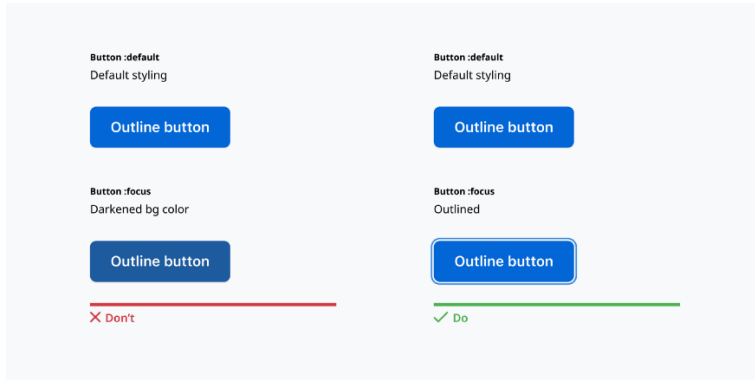 Button :default
Default styling
Outline button
Button :focus
Darkened bg color
Outline button
Don't
Button :default
Default styling
Outline button
Button :focus
Outlined
Outline button
Do